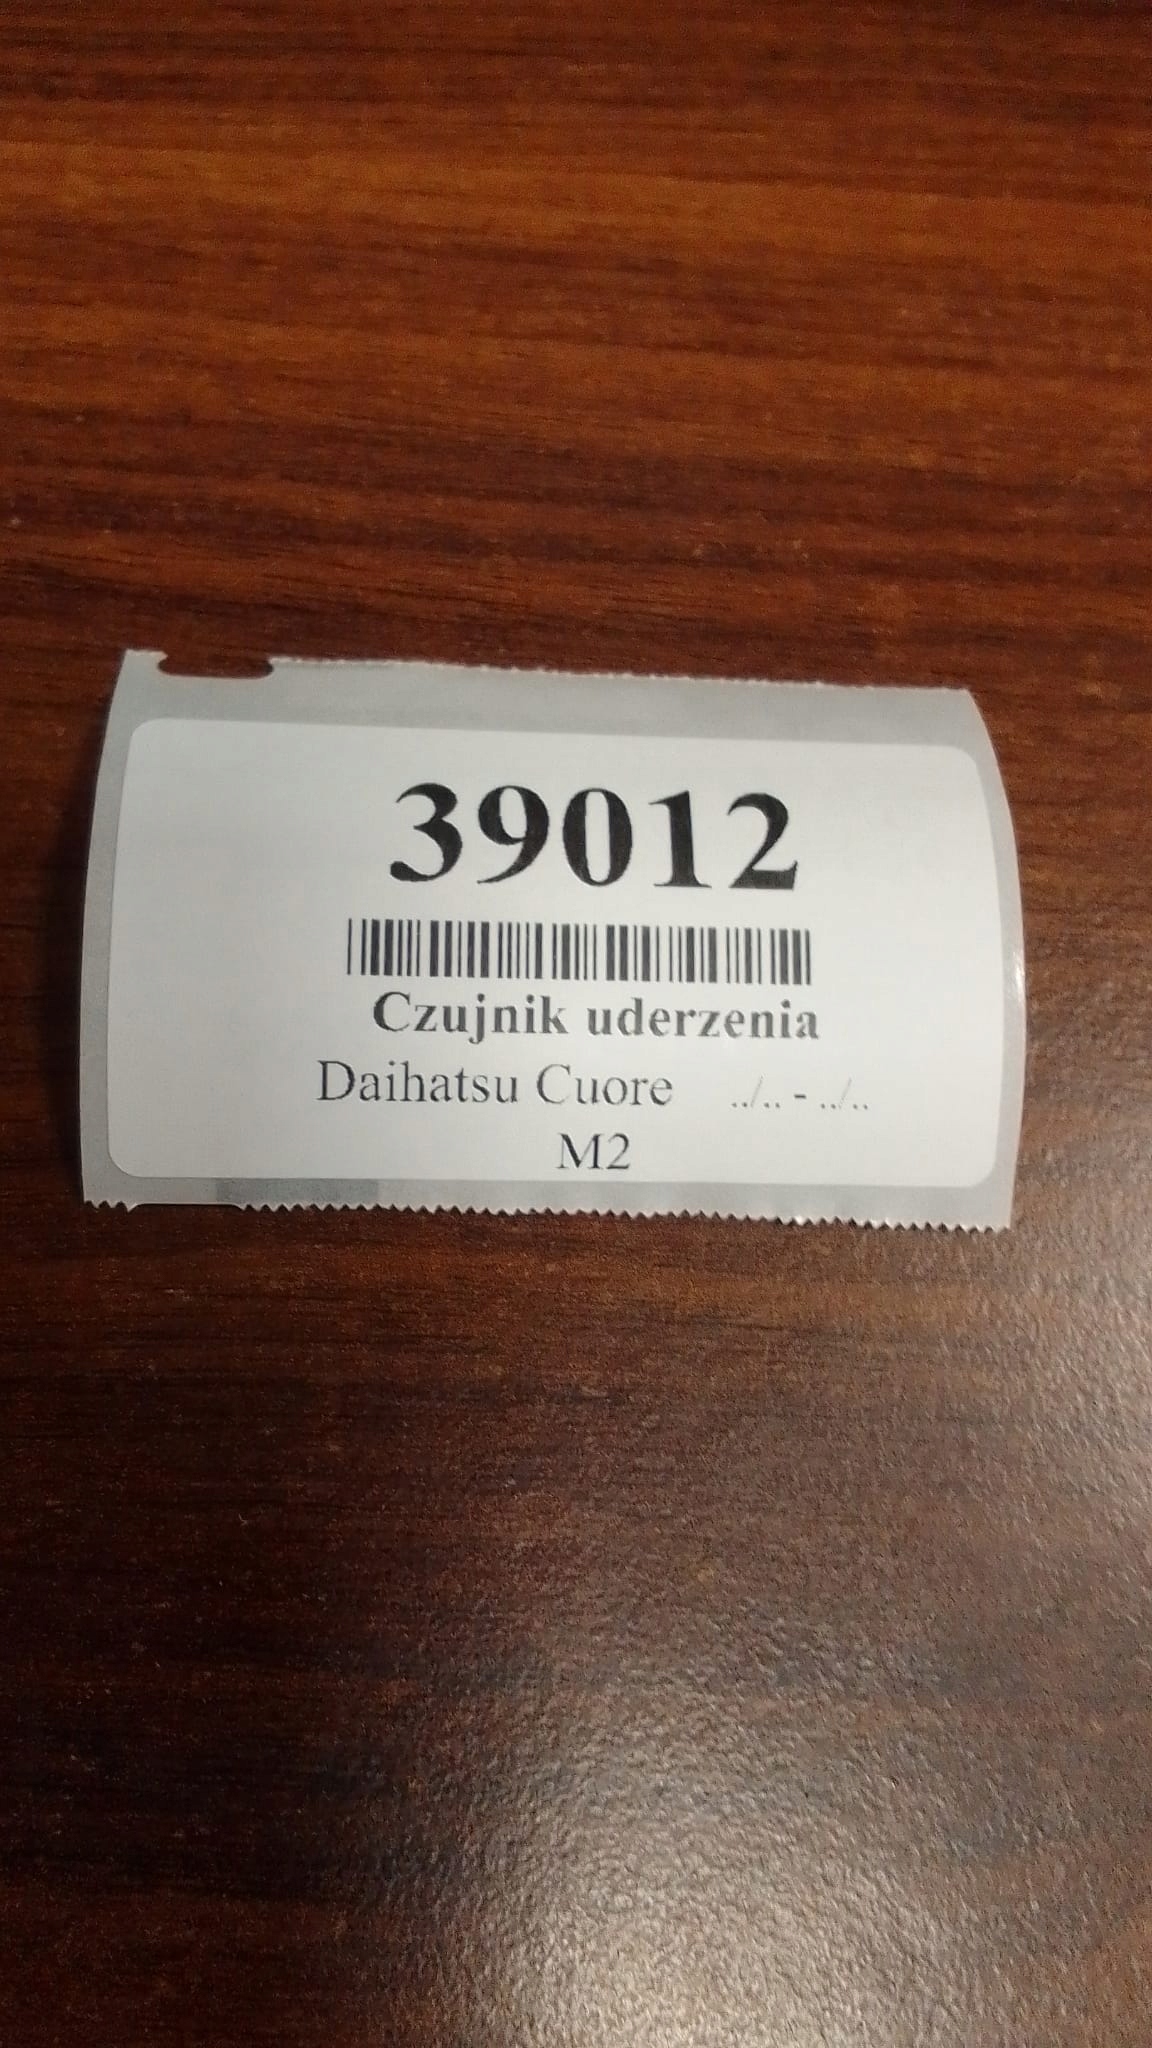 39012
Czujnik uderzenia
Daihatsu Cuore ../.. - ../..
M2